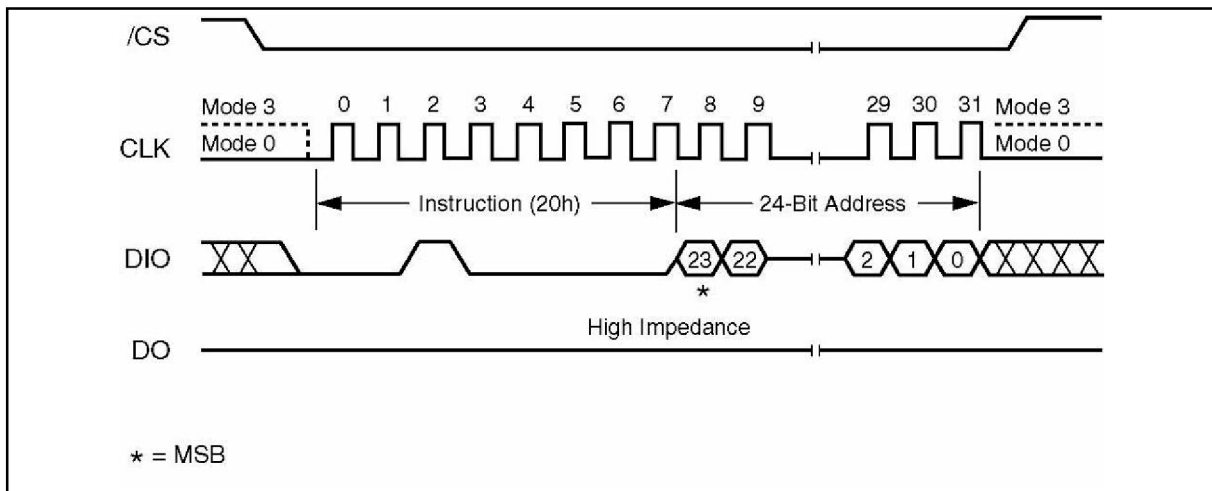 /CS
Mode 3
0 1 2 3 4 5 6 7 8 9 29 30 31
Mode 3
CLK
Mode 0
Mode 0
Instruction (20h)
24-Bit Address
DIO
23 22 2 1 0
*
High Impedance
DO
* = MSB